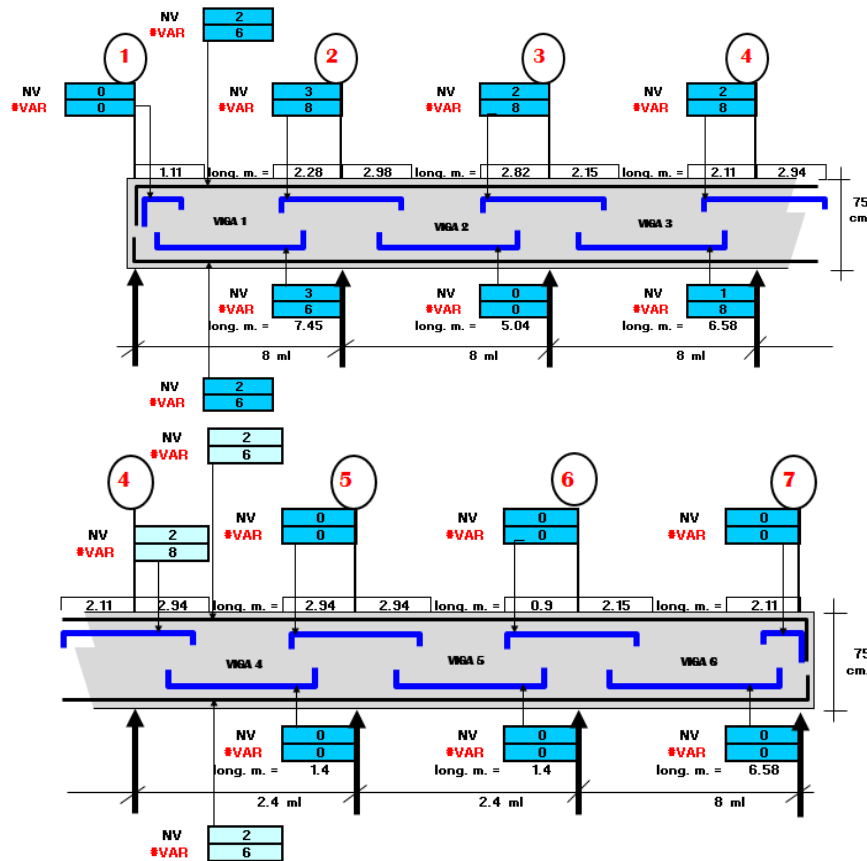 NV 2
#VAR 6
1 2 3 4
NV 0 NV 3 NV 2 NV 2
#VAR 0 #VAR 8 #VAR 8 #VAR 8
1.11 long. m. = 2.28 2.98 long. m. = 2.82 2.15 long. m. = 2.11 2.94
VIGA 1 VIGA 2 VIGA 3
75
cm.
NV 3 NV 0 NV 1
#VAR 6 #VAR 0 #VAR 8
long. m. = 7.45 long. m. = 5.04 long. m. = 6.58
8 ml 8 ml 8 ml
NV 2
#VAR 6
NV 2
#VAR 6
4 5 6 7
NV 2 NV 0 NV 0 NV 0
#VAR 8 #VAR 0 #VAR 0 #VAR 0
2.11 2.94 long. m. = 2.94 2.94 long. m. = 0.9 2.15 long. m. = 2.11
VIGA 4 VIGA 5 VIGA 6
75
cm.
NV 0 NV 0 NV 0
#VAR 0 #VAR 0 #VAR 0
long. m. = 1.4 long. m. = 1.4 long. m. = 6.58
2.4 ml 2.4 ml 8 ml
NV 2
#VAR 6